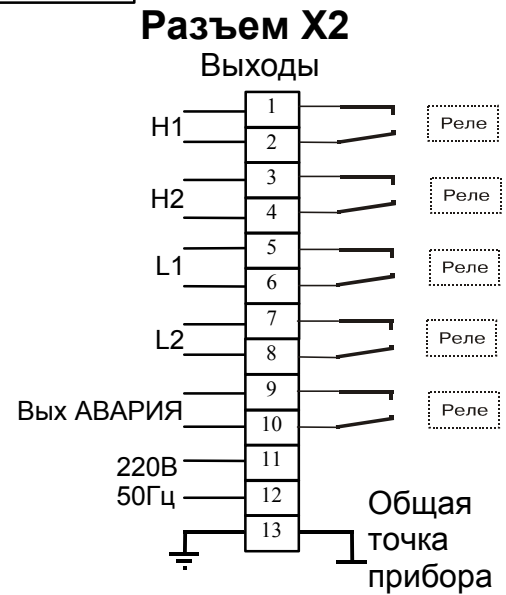 Разъем X2
Выходы
H1
1
Реле
2
H2
3
Реле
4
L1
5
Реле
6
L2
7
Реле
8
Вых АВАРИЯ
9
Реле
10
220В
11
50Гц
12
13
Общая
точка
прибора